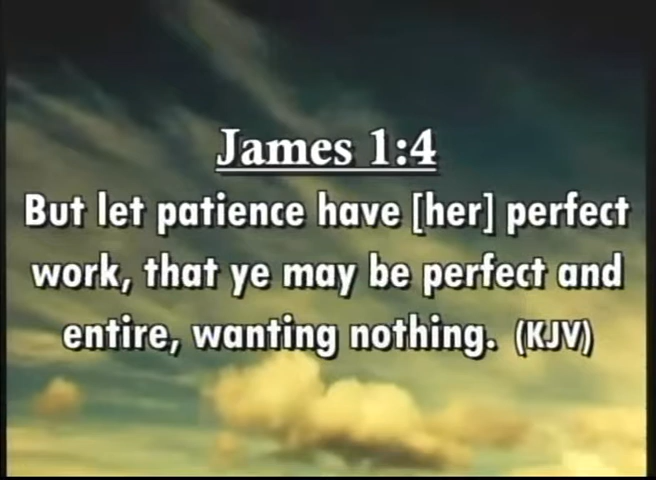 James 1:4
But let patience have [her] perfect
work, that ye may be perfect and
entire, wanting nothing. (KJV)